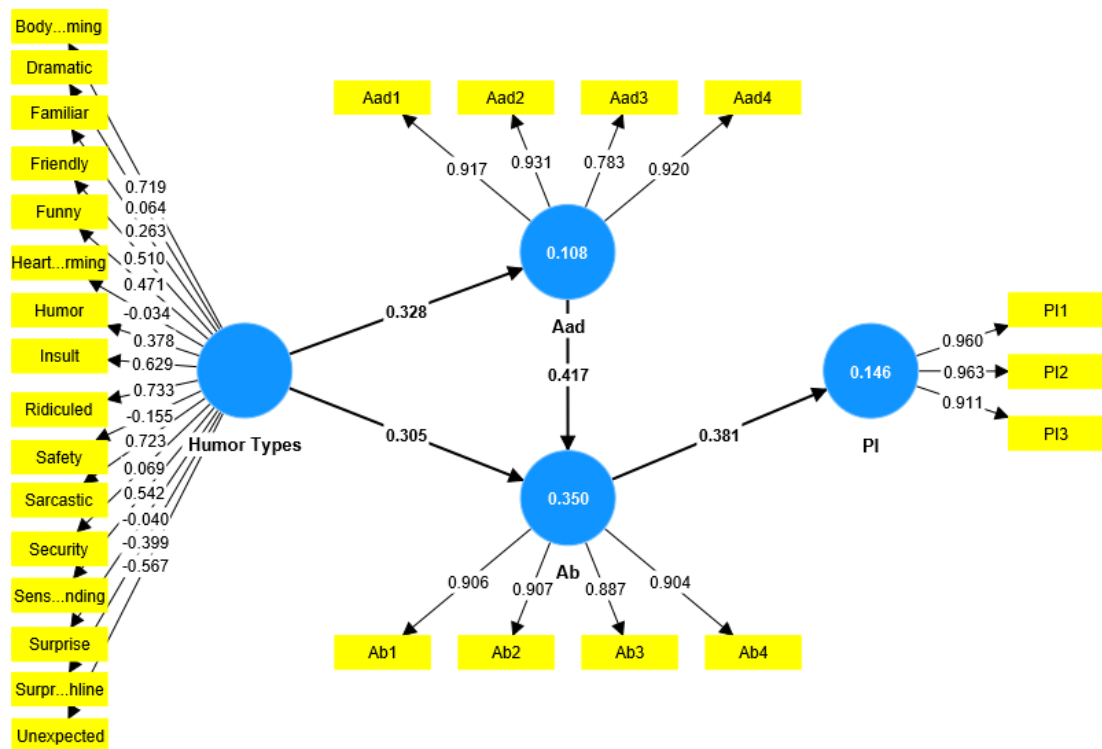 Body...ming
Dramatic
Familiar
Friendly
Funny
Heart...rming
Humor
Insult
Ridiculed
Safety
Sarcastic
Security
Sens...nding
Surprise
Surpr...hline
Unexpected
0.719
0.064
0.263
0.510
0.471
-0.034
0.378
0.629
0.733
-0.155
0.723
0.069
0.542
-0.040
-0.399
-0.567
Humor Types
0.328
0.305
Aad1
Aad2
Aad3
Aad4
0.917
0.931
0.783
0.920
0.108
Aad
0.417
0.350
Ab
0.906
0.907
0.887
0.904
Ab1
Ab2
Ab3
Ab4
0.381
0.146
PI
0.960
0.963
0.911
PI1
PI2
PI3